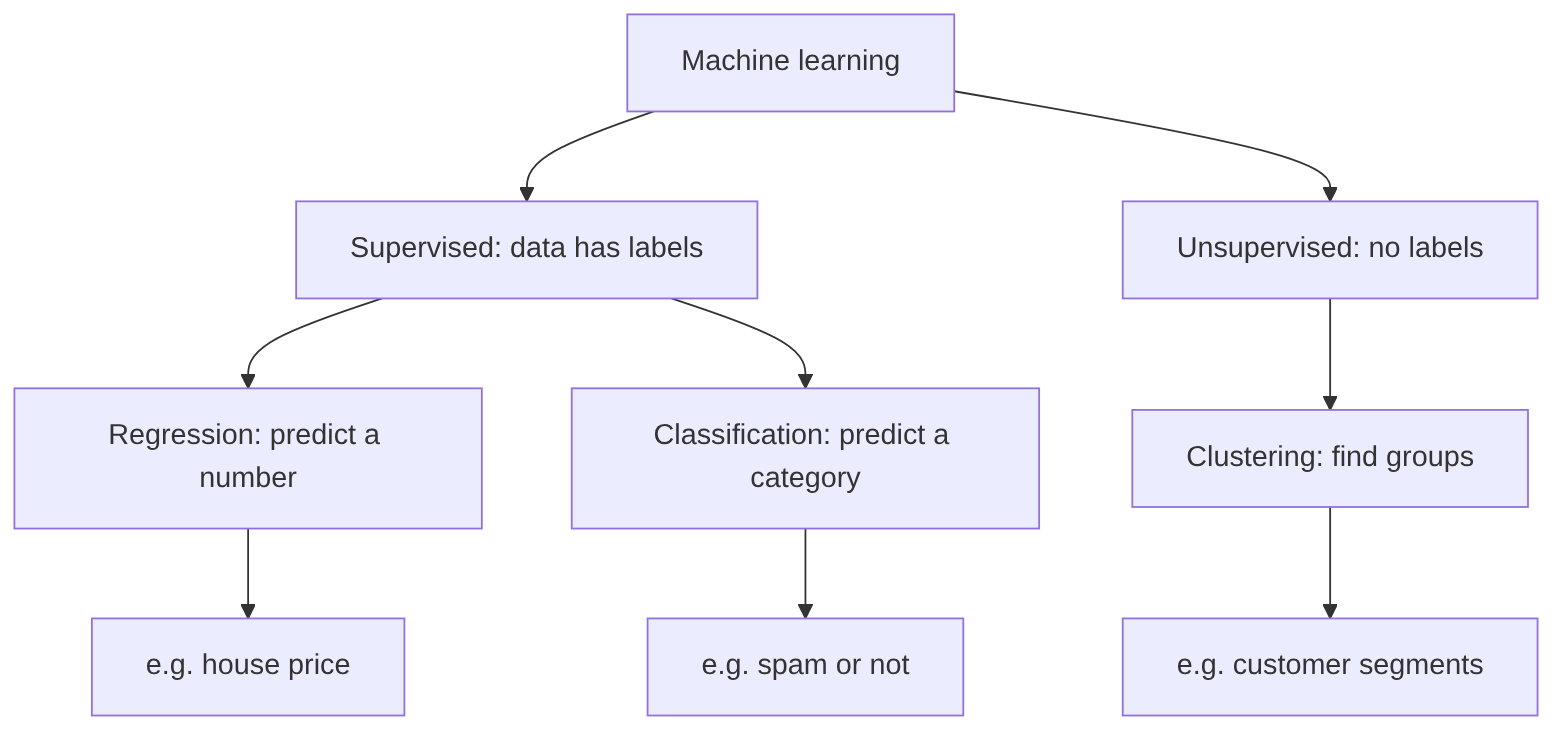 Machine learning
Supervised: data has labels
Unsupervised: no labels
Regression: predict a
number
Classification: predict a
category
Clustering: find groups
e.g. house price
e.g. spam or not
e.g. customer segments